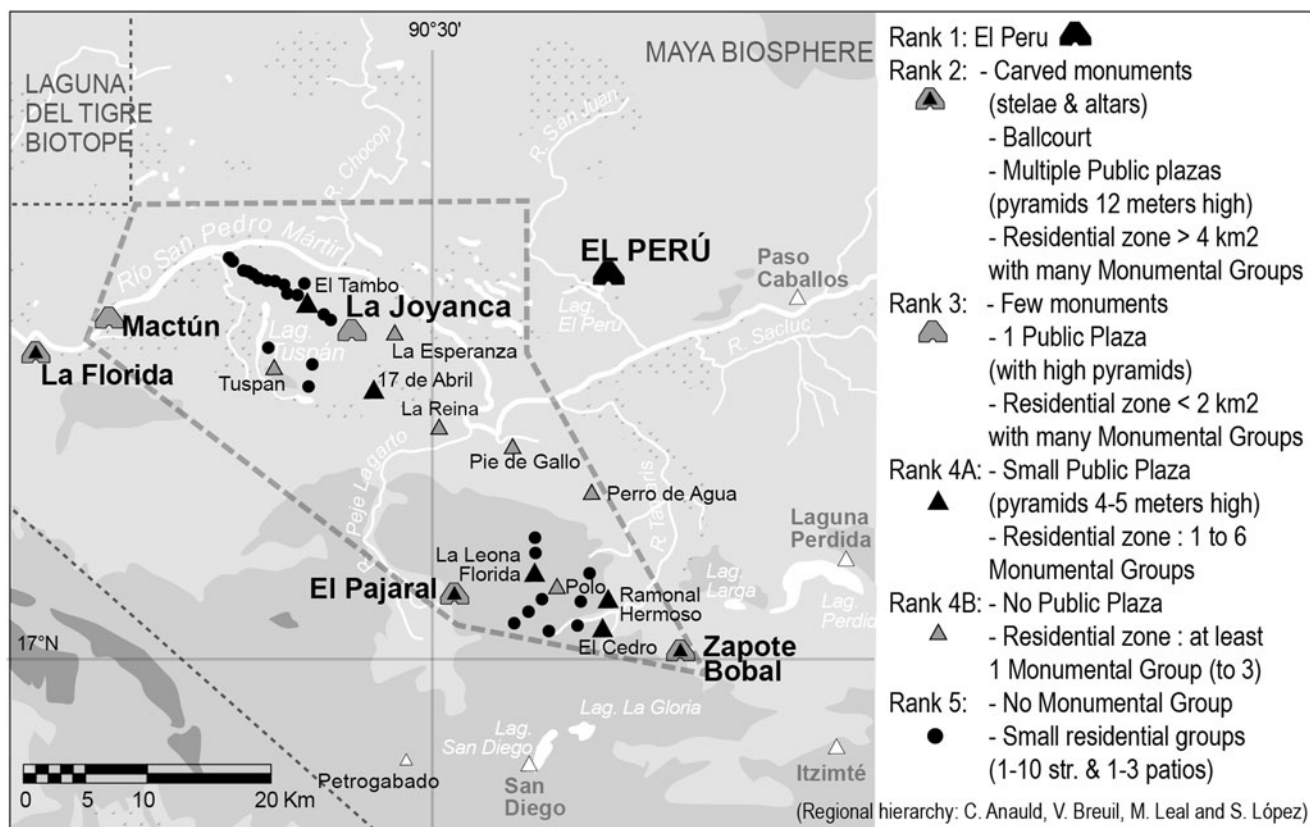 90°30'
MAYA BIOSPHERE
LAGUNA
DEL TIGRE
BIOTOPE
R. San Juan
R. Chocop
Río San Pedro Mártir
EL PERÚ
Paso
Caballos
El Tambo
Lag.
El Peru
La Joyanca
Mactún
Lag.
Tuspán
R. Sacluc
La Esperanza
La Florida
Tuspan
17 de Abril
La Reina
Pie de Gallo
R. Peje Lagarto
Perro de Agua
Laguna
Perdida
La Leona
Florida
Polo
Lag.
Larga
Lag.
Perdida
El Pajaral
Ramonal
Hermoso
17°N
El Cedro
Zapote
Bobal
Lag. La Gloria
Lag.
San Diego
Petrogabado
San
Diego
Itzimté
0 5 10 20 Km
Rank 1: El Peru
Rank 2: - Carved monuments
(stelae & altars)
- Ballcourt
- Multiple Public plazas
(pyramids 12 meters high)
- Residential zone > 4 km2
with many Monumental Groups
Rank 3: - Few monuments
- 1 Public Plaza
(with high pyramids)
- Residential zone < 2 km2
with many Monumental Groups
Rank 4A: - Small Public Plaza
(pyramids 4-5 meters high)
- Residential zone : 1 to 6
Monumental Groups
Rank 4B: - No Public Plaza
- Residential zone : at least
1 Monumental Group (to 3)
Rank 5: - No Monumental Group
- Small residential groups
(1-10 str. & 1-3 patios)
(Regional hierarchy: C. Anauld, V. Breuil, M. Leal and S. López)